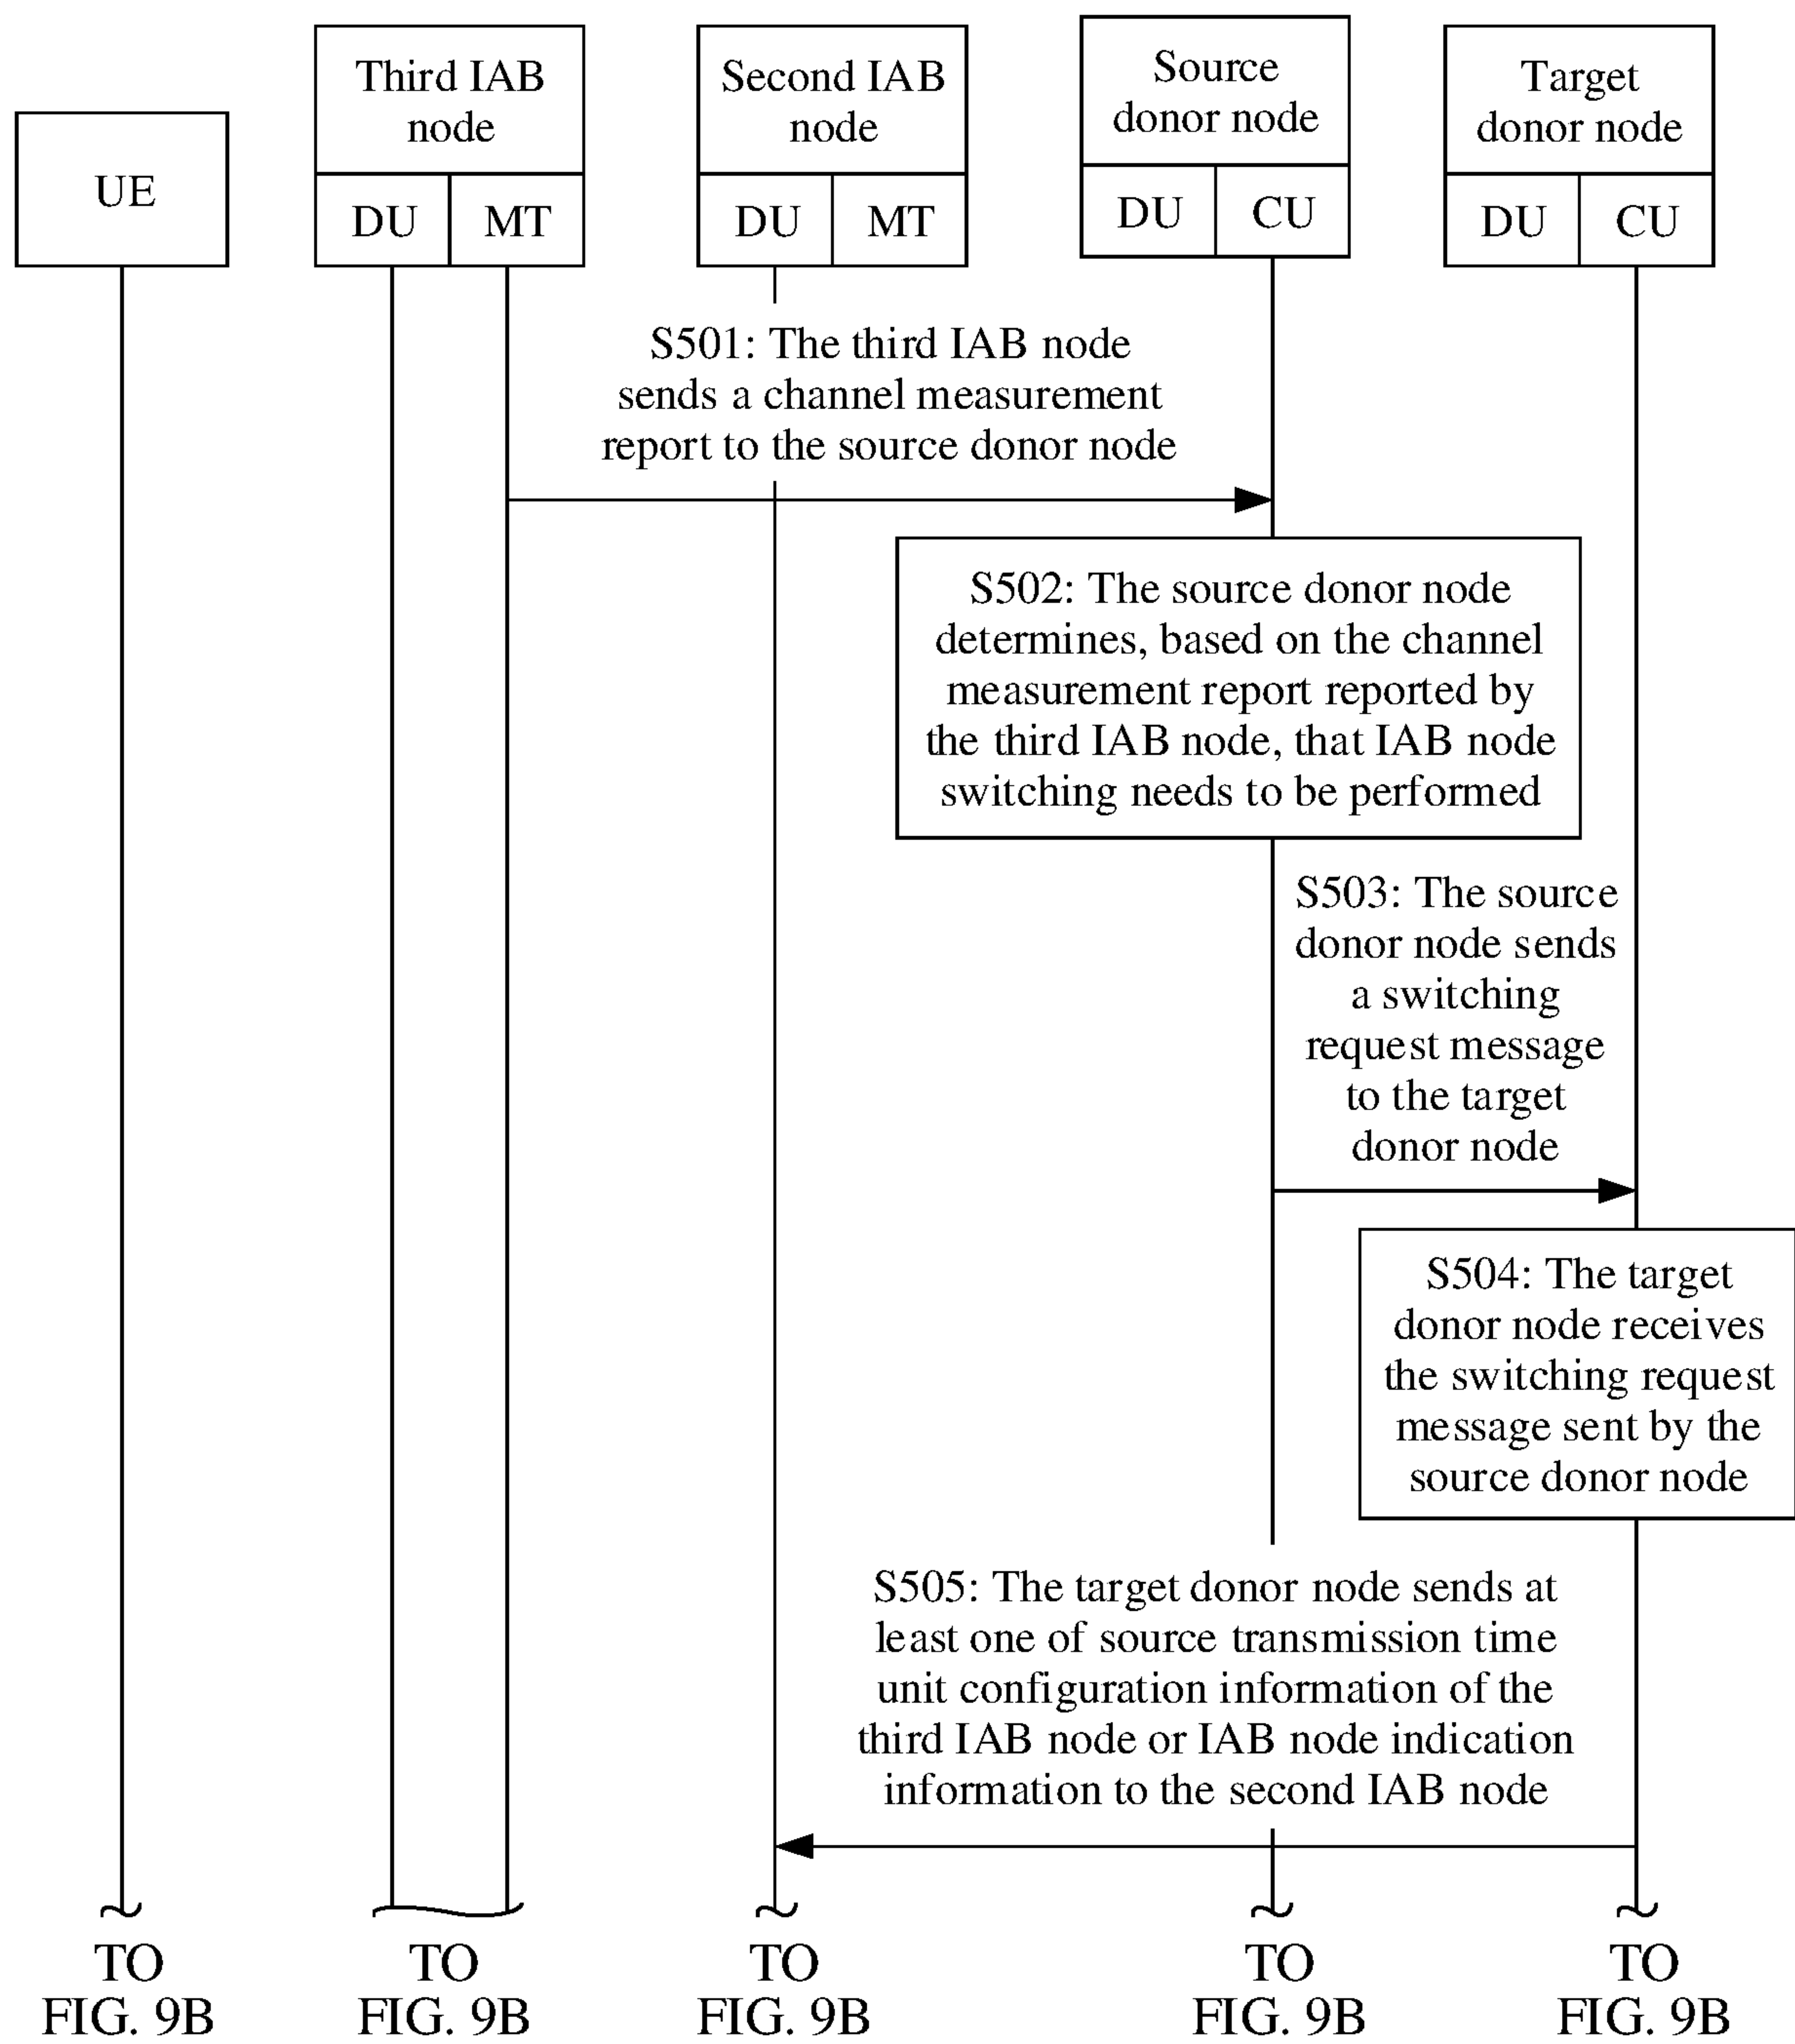 UE
Third IAB
node
DU
MT
Second IAB
node
DU
MT
Source
donor node
DU
CU
Target
donor node
DU
CU
S501: The third IAB node
sends a channel measurement
report to the source donor node
S502: The source donor node
determines, based on the channel
measurement report reported by
the third IAB node, that IAB node
switching needs to be performed
S503: The source
donor node sends
a switching
request message
to the target
donor node
S504: The target
donor node receives
the switching request
message sent by the
source donor node
S505: The target donor node sends at
least one of source transmission time
unit configuration information of the
third IAB node or IAB node indication
information to the second IAB node
TO
FIG. 9B
TO
FIG. 9B
TO
FIG. 9B
TO
FIG. 9B
TO
FIG. 9B